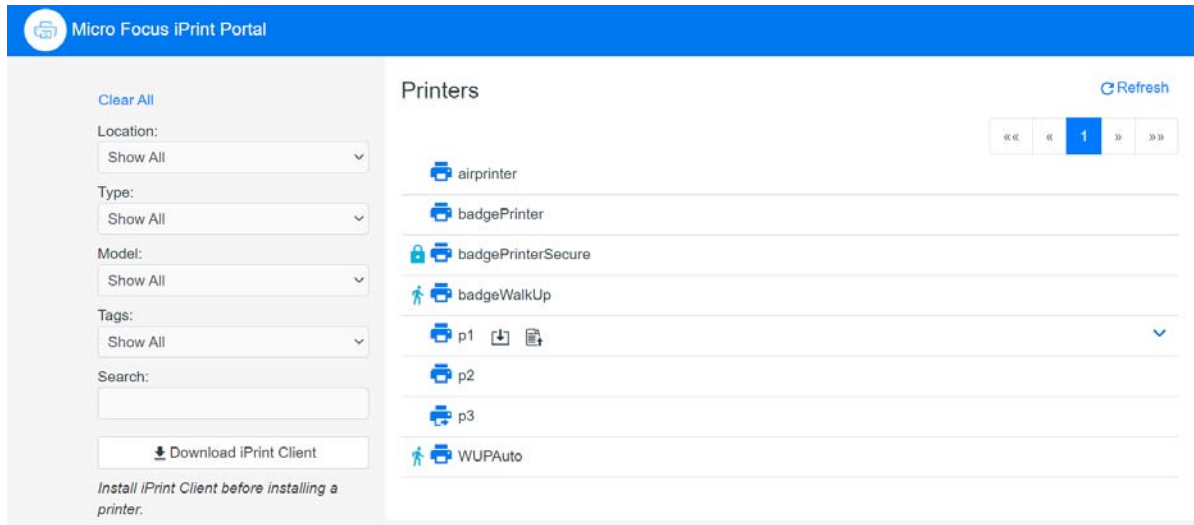 Micro Focus iPrint Portal
Clear All
Location:
Show All
Type:
Show All
Model:
Show All
Tags:
Show All
Search:
Download iPrint Client
Install iPrint Client before installing a
printer.
Printers
Refresh
«« « 1 » »»
airprinter
badgePrinter
badgePrinterSecure
badgeWalkUp
p1
p2
p3
WUPAuto